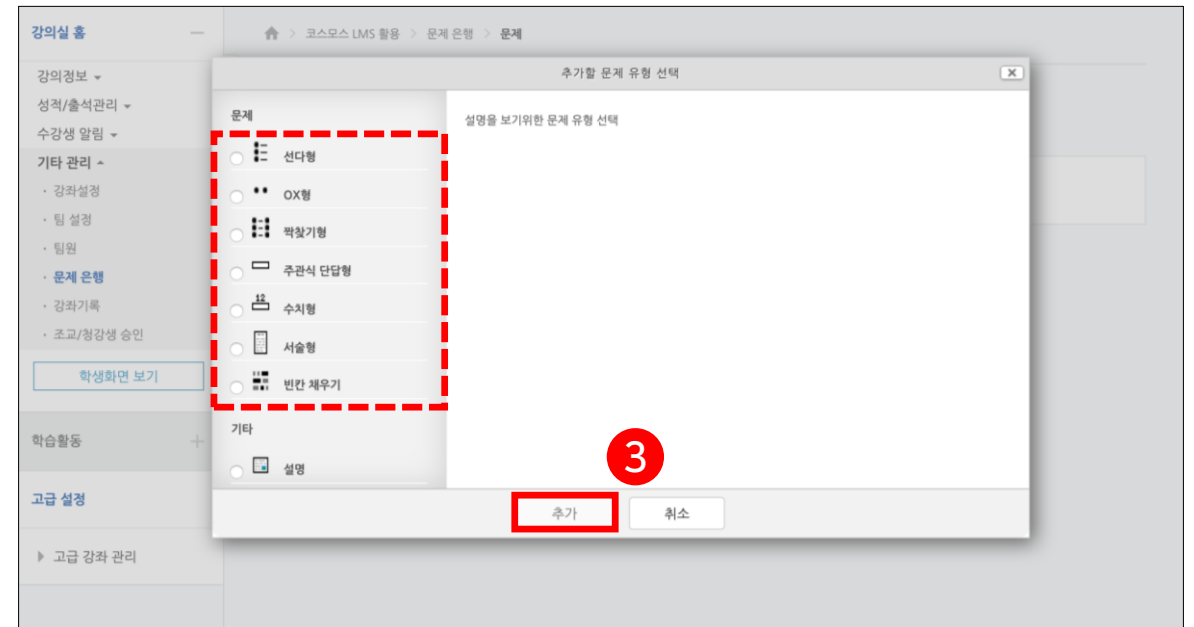 강의실 홈
코스모스 LMS 활용 > 문제 은행 > 문제
강의정보
성적/출석관리
수강생 알림
기타 관리
· 강좌설정
· 팀 설정
· 팀원
· 문제 은행
· 강좌기록
· 조교/청강생 승인
학생화면 보기
학습활동
고급 설정
고급 강좌 관리
추가할 문제 유형 선택
문제
선다형
OX형
짝찾기형
주관식 단답형
12
수치형
서술형
빈칸 채우기
기타
설명
설명을 보기위한 문제 유형 선택
3
추가
취소